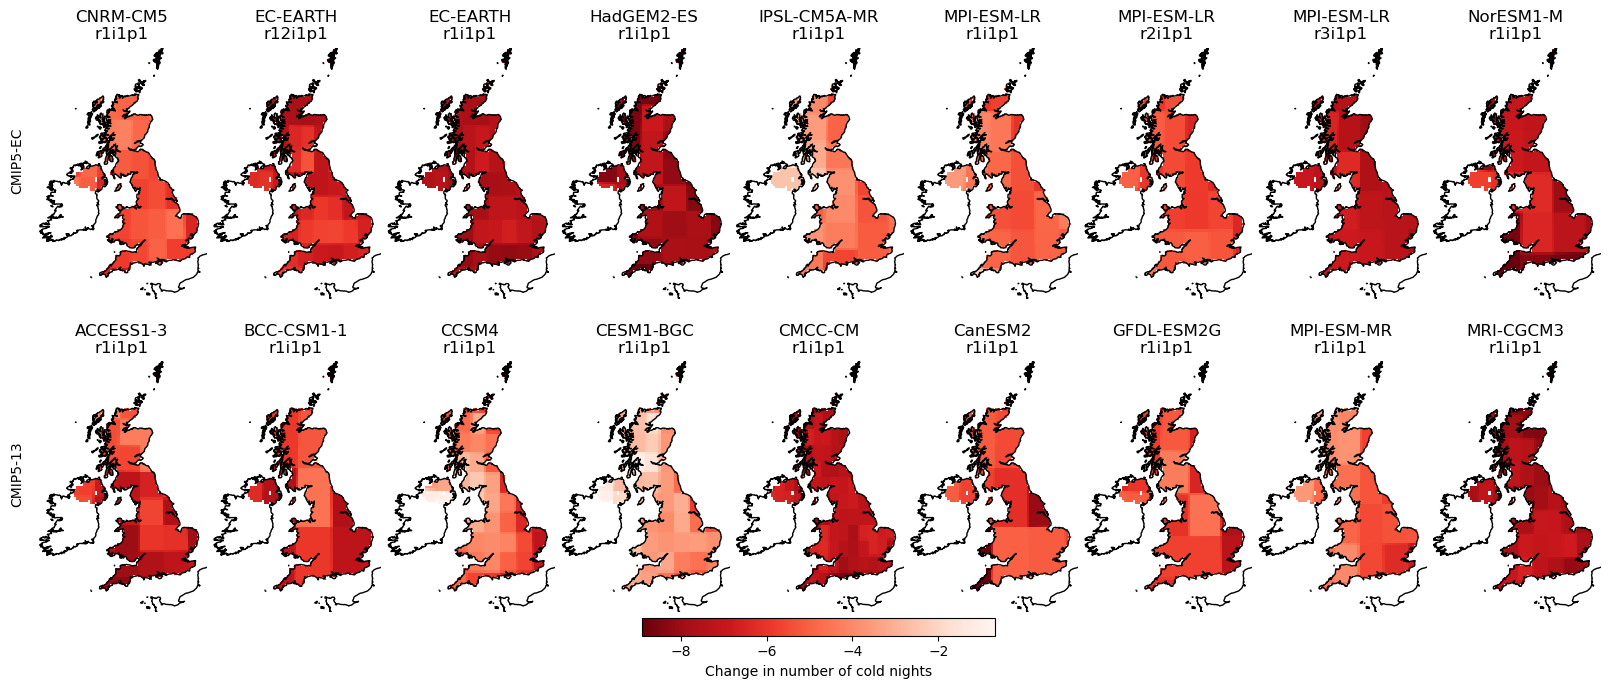 CNRM-CM5 EC-EARTH EC-EARTH HadGEM2-ES IPSL-CM5A-MR MPI-ESM-LR MPI-ESM-LR MPI-ESM-LR NorESM1-M
r1i1p1 r12i1p1 r1i1p1 r1i1p1 r1i1p1 r1i1p1 r2i1p1 r3i1p1 r1i1p1
CMIP5-EC
ACCESS1-3 BCC-CSM1-1 CCSM4 CESM1-BGC CMCC-CM CanESM2 GFDL-ESM2G MPI-ESM-MR MRI-CGCM3
r1i1p1 r1i1p1 r1i1p1 r1i1p1 r1i1p1 r1i1p1 r1i1p1 r1i1p1 r1i1p1
CMIP5-13
−8 −6 −4 −2
Change in number of cold nights